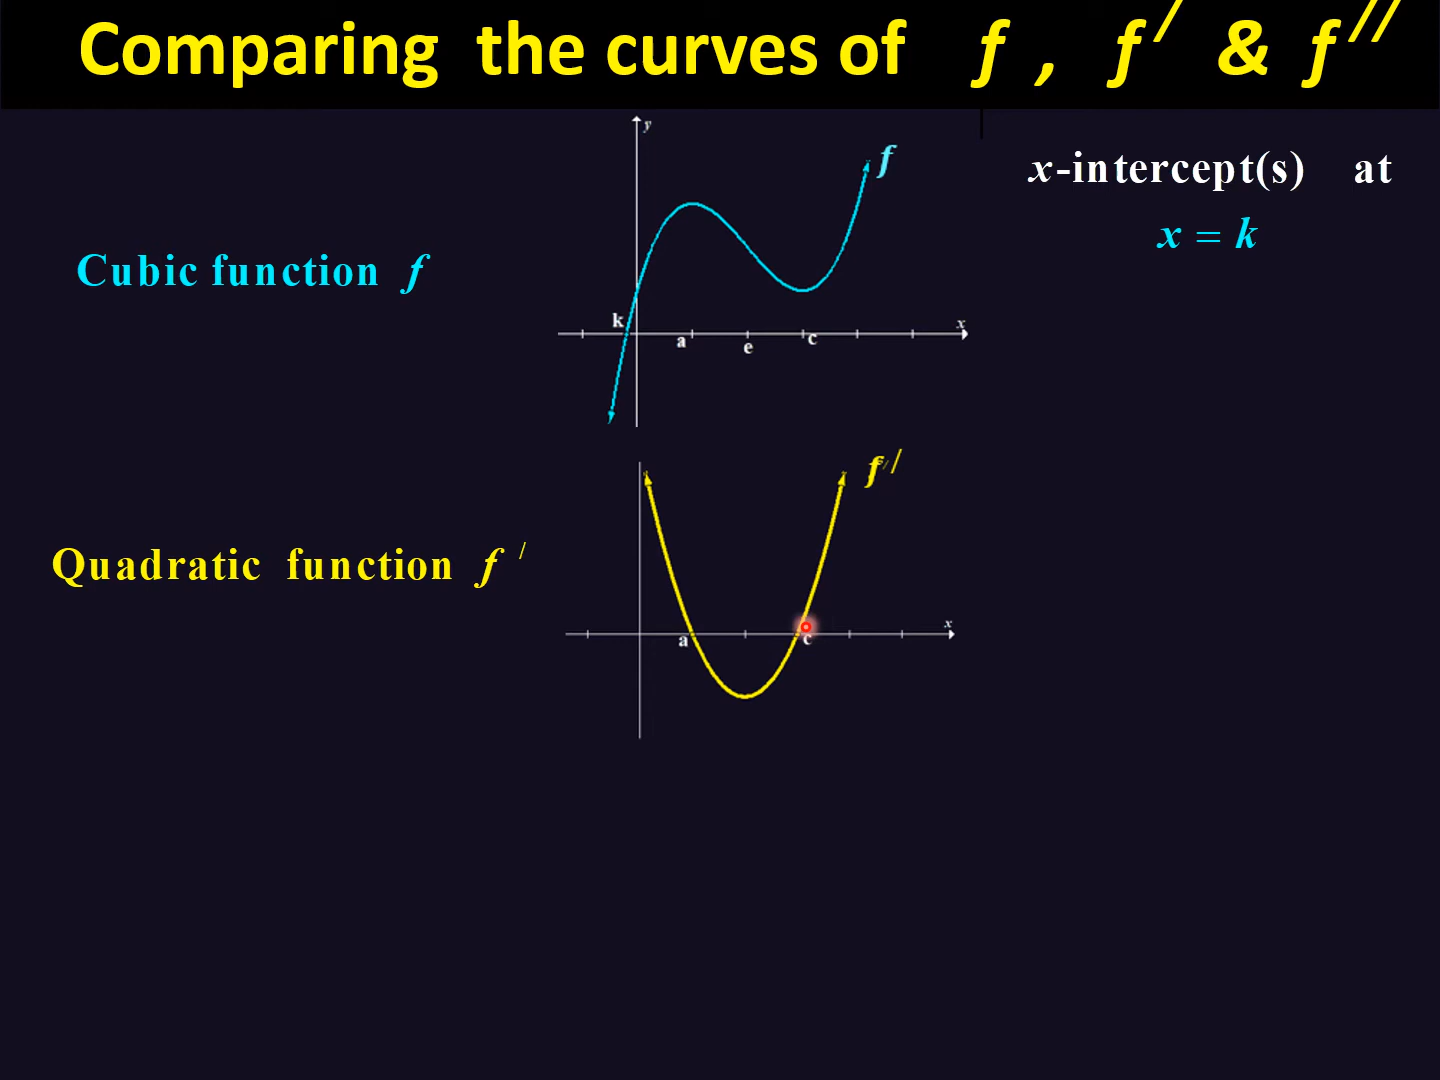 Comparing the curves of f , f / & f //
y
f
x-intercept(s) at
x = k
Cubic function f
k
x
a
e
c
f /
Quadratic function f /
x
a
c